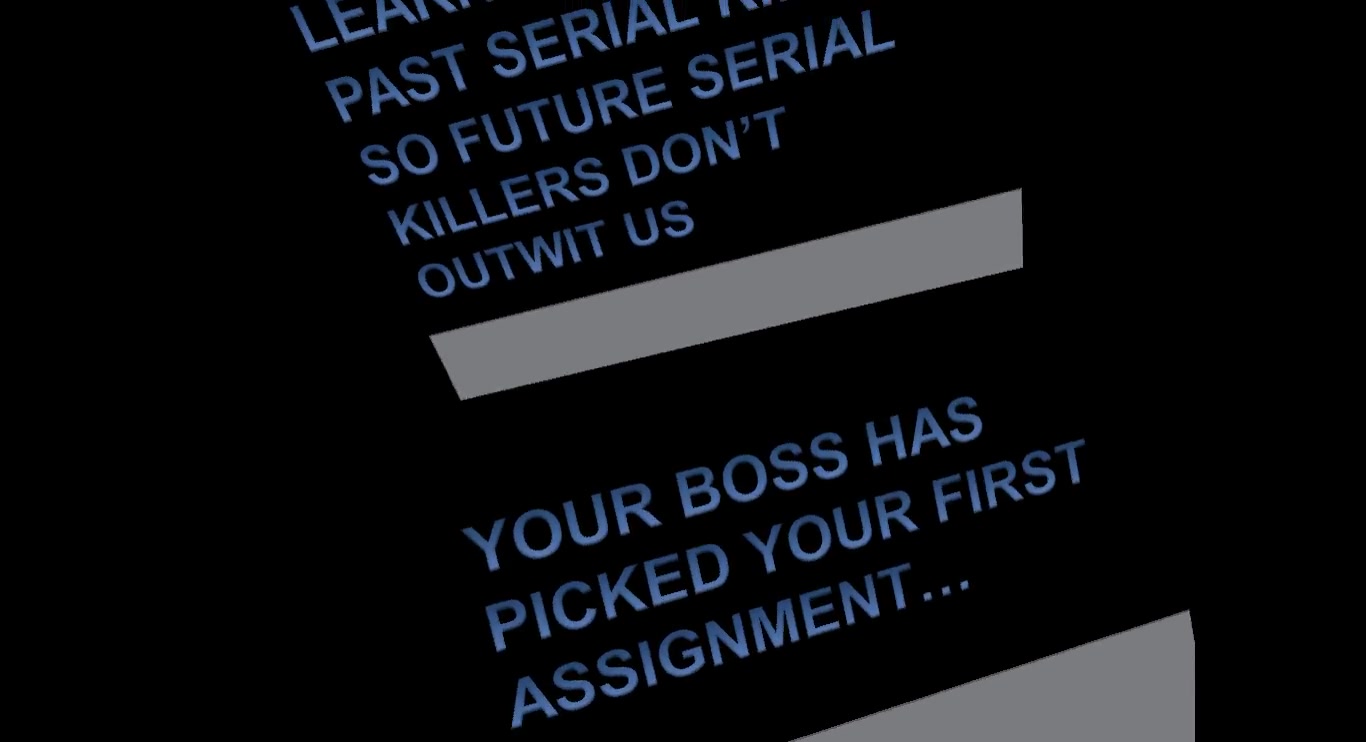 PAST SERIAL
SO FUTURE SERIAL
KILLERS DON’T
OUTWIT US
YOUR BOSS HAS
PICKED YOUR FIRST
ASSIGNMENT…